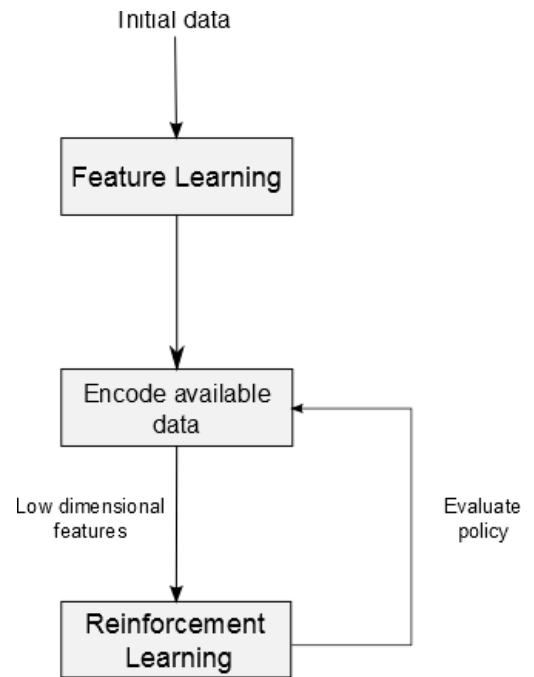 Initial data
Feature Learning
Encode available
data
Low dimensional
features
Evaluate
policy
Reinforcement
Learning